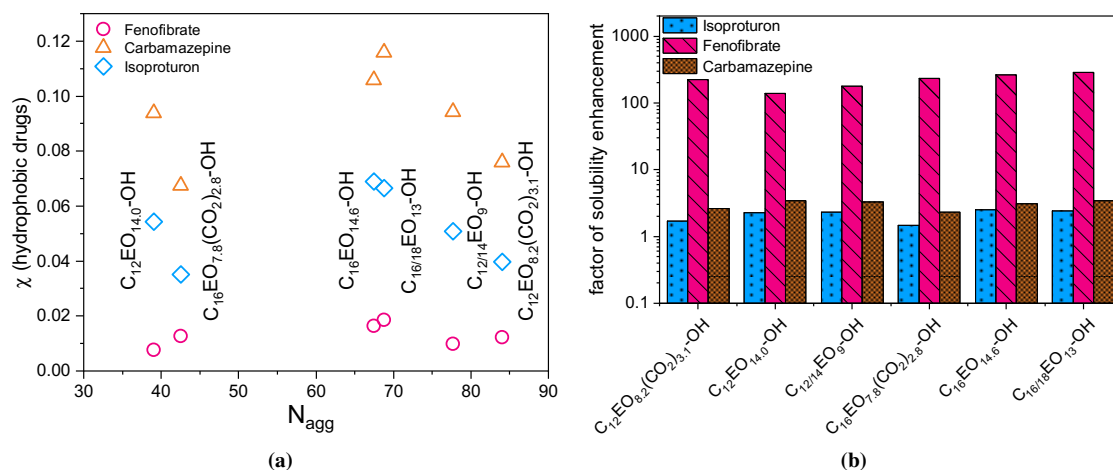 Fenofibrate
Carbamazepine
Isoproturon
χ (hydrophobic drugs)
0.12
0.10
0.08
0.06
0.04
0.02
0.00
C₁₂EO₁₄.₀-OH
C₁₆EO₇.₈(CO₂)₂.₈-OH
C₁₆EO₁₄.₆-OH
C₁₆/₁₈EO₁₃-OH
C₁₂/₁₄EO₉-OH
C₁₂EO₈.₂(CO₂)₃.₁-OH
30 40 50 60 70 80 90
Nagg
(a)
Isoproturon
Fenofibrate
Carbamazepine
factor of solubility enhancement
1000
100
10
1
0.1
C₁₂EO₈.₂(CO₂)₃.₁-OH
C₁₂EO₁₄.₀-OH
C₁₂/₁₄EO₉-OH
C₁₆EO₇.₈(CO₂)₂.₈-OH
C₁₆EO₁₄.₆-OH
C₁₆/₁₈EO₁₃-OH
(b)